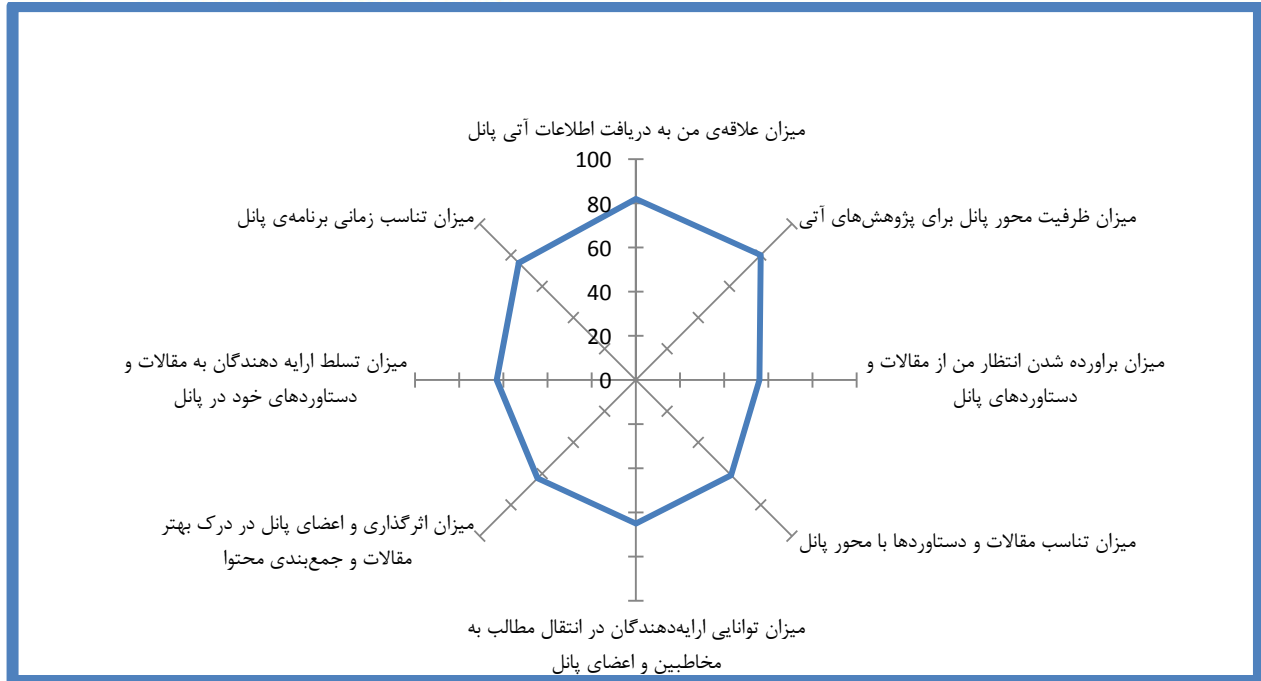 میزان علاقه‌ی من به دریافت اطلاعات آتی پانل
100
80
60
40
20
0
میزان ظرفیت محور پانل برای پژوهش‌های آتی
میزان براورده شدن انتظار من از مقالات و
دستاوردهای پانل
میزان تناسب مقالات و دستاوردها با محور پانل
میزان توانایی ارایه‌دهندگان در انتقال مطالب به
مخاطبین و اعضای پانل
میزان اثرگذاری و اعضای پانل در درک بهتر
مقالات و جمع‌بندی محتوا
میزان تسلط ارایه دهندگان به مقالات و
دستاوردهای خود در پانل
میزان تناسب زمانی برنامه‌ی پانل